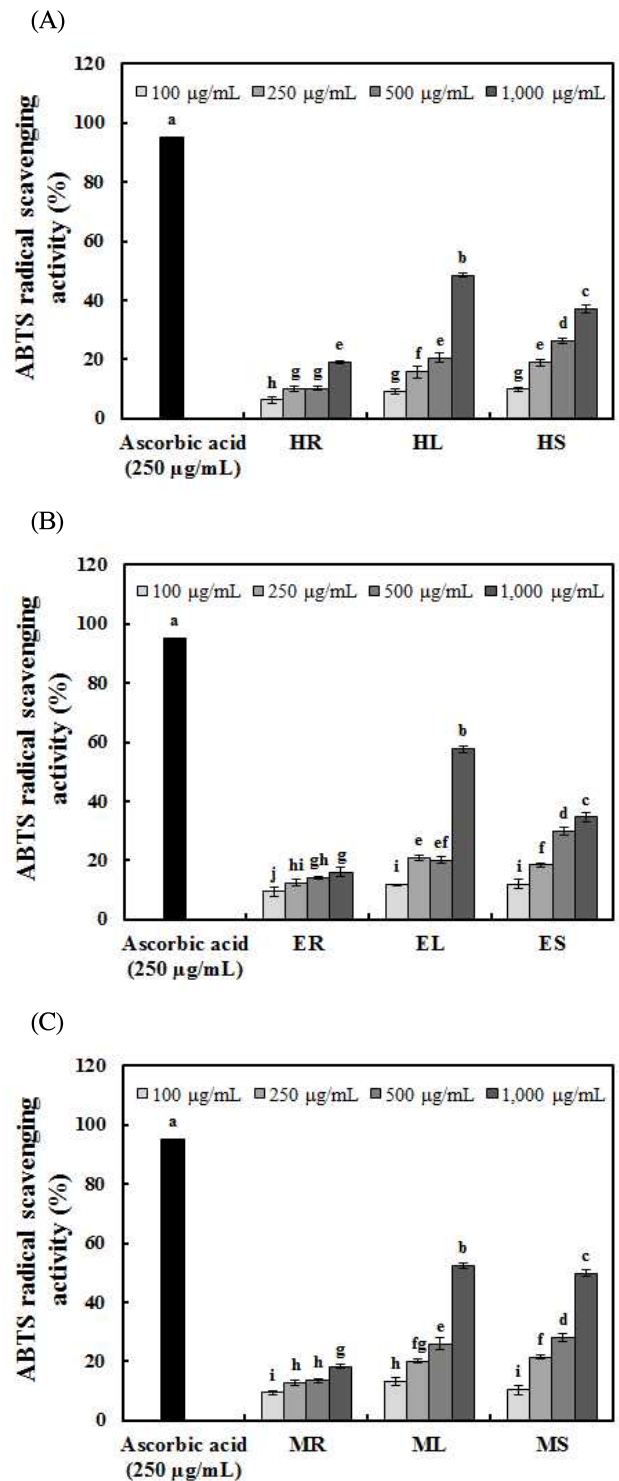 (A)
120
100 µg/mL 250 µg/mL 500 µg/mL 1,000 µg/mL
a
100
80
60
b
40
c
d
e
f
e
e
20
g
g
h
g
g
0
ABTS radical scavenging
activity (%)
Ascorbic acid
(250 µg/mL)
HR
HL
HS
(B)
120
100 µg/mL 250 µg/mL 500 µg/mL 1,000 µg/mL
a
100
80
60
b
40
c
d
e
ef
f
20
j
hi
gh
g
i
i
0
ABTS radical scavenging
activity (%)
Ascorbic acid
(250 µg/mL)
ER
EL
ES
(C)
120
100 µg/mL 250 µg/mL 500 µg/mL 1,000 µg/mL
a
100
80
60
b
c
40
e
d
fg
f
20
i
h
h
g
h
i
0
ABTS radical scavenging
activity (%)
Ascorbic acid
(250 µg/mL)
MR
ML
MS